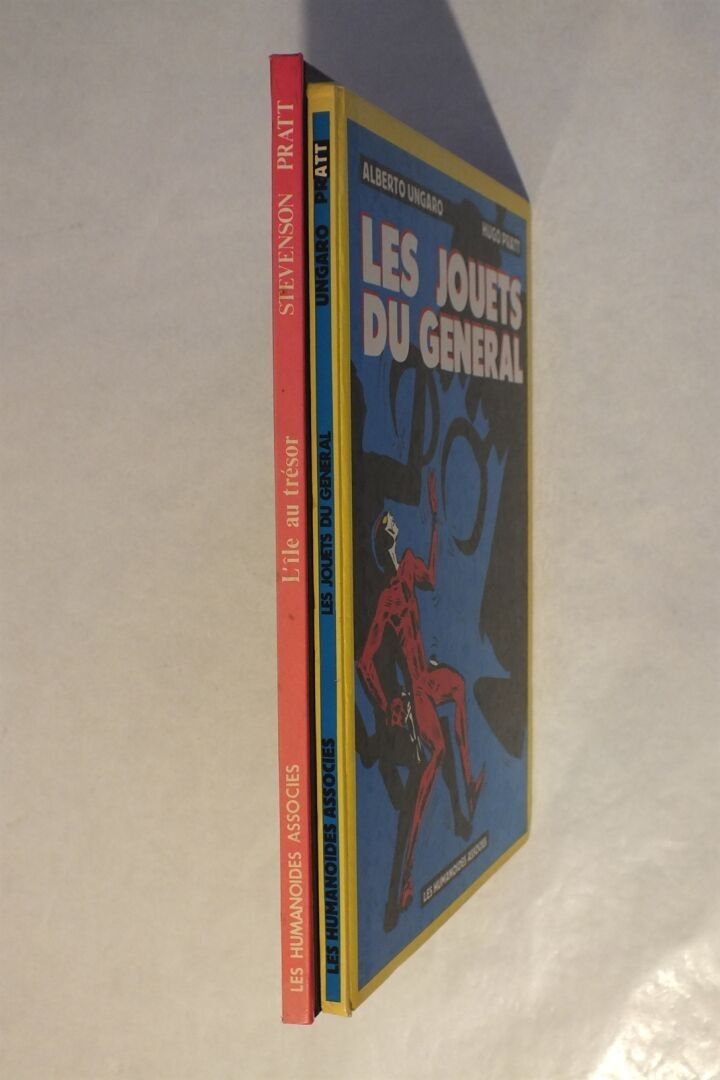 LES HUMANOIDES ASSOCIES L'île au trésor STEVENSON PRATT
LES HUMANOIDES ASSOCIES LES JOUETS DU GENERAL UNGARO PRATT
ALBERTO UNGARO HUGO PRATT
LES JOUETS
DU GENERAL
LES HUMANOIDES ASSOCIES